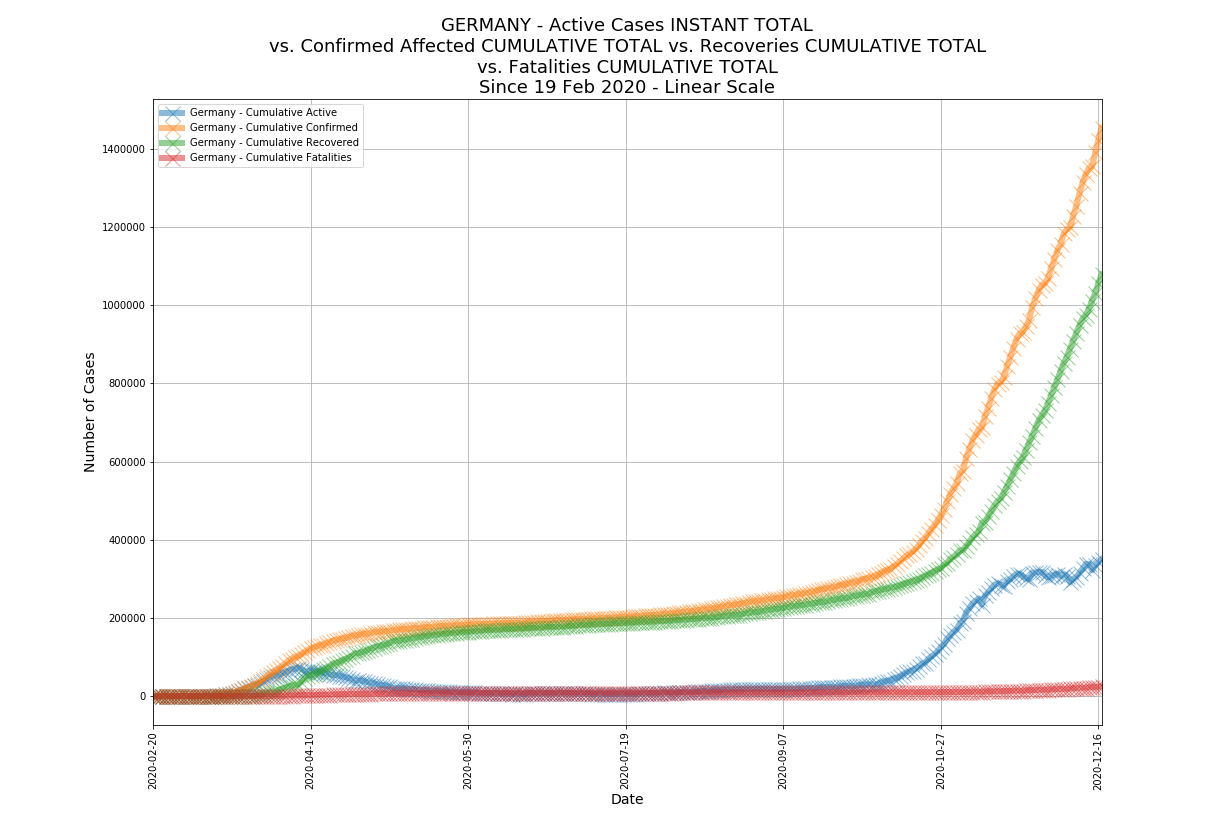 GERMANY - Active Cases INSTANT TOTAL
vs. Confirmed Affected CUMULATIVE TOTAL vs. Recoveries CUMULATIVE TOTAL
vs. Fatalities CUMULATIVE TOTAL
Since 19 Feb 2020 - Linear Scale
Germany - Cumulative Active
Germany - Cumulative Confirmed
Germany - Cumulative Recovered
Germany - Cumulative Fatalities
Number of Cases
1400000
1200000
1000000
800000
600000
400000
200000
0
2020-02-20
2020-04-10
2020-05-30
2020-07-19
2020-09-07
2020-10-27
2020-12-16
Date